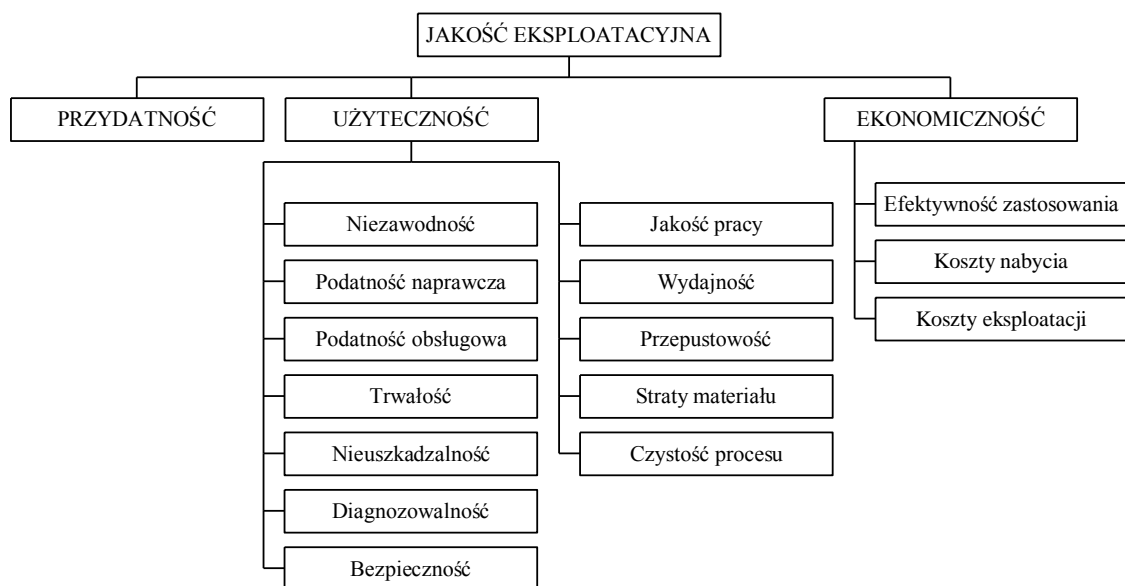 JAKOŚĆ EKSPLOATACYJNA
PRZYDATNOŚĆ
UŻYTECZNOŚĆ
EKONOMICZNOŚĆ
Niezawodność
Podatność naprawcza
Podatność obsługowa
Trwałość
Nieuszkadzalność
Diagnozowalność
Bezpieczność
Jakość pracy
Wydajność
Przepustowość
Straty materiału
Czystość procesu
Efektywność zastosowania
Koszty nabycia
Koszty eksploatacji